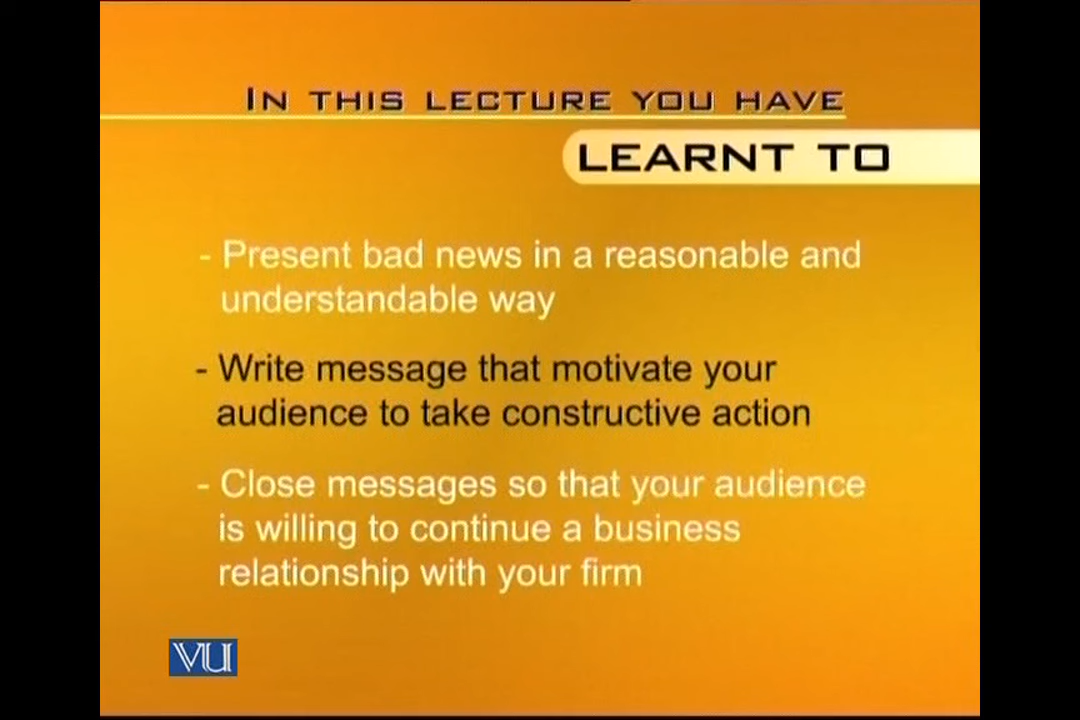 IN THIS LECTURE YOU HAVE
LEARNT TO
- Present bad news in a reasonable and
understandable way
- Write message that motivate your
audience to take constructive action
- Close messages so that your audience
is willing to continue a business
relationship with your firm
VU